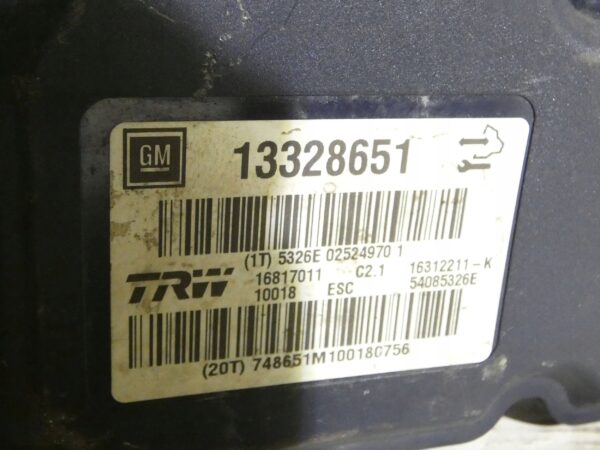 GM 13328651
(1T) 5326E 02524970 1
TRW 16817011 C2.1 16312211-K
10018 ESC 54085326E
(20T) 748651M100180756